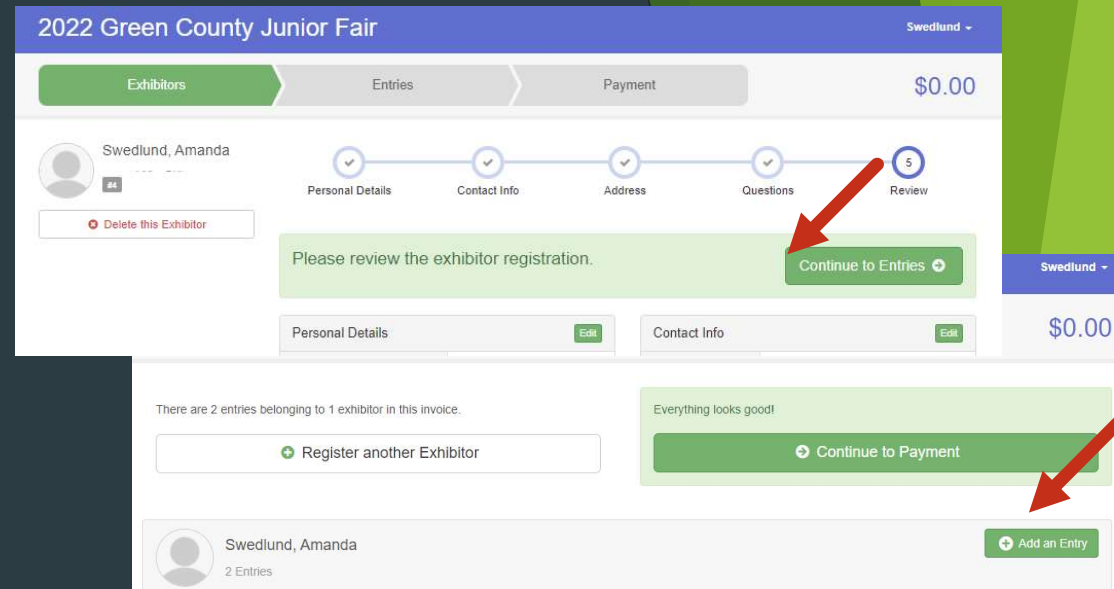 2022 Green County Junior Fair
Swedlund
Exhibitors
Entries
Payment
$0.00
Swedlund, Amanda
#4
Delete this Exhibitor
Personal Details
Contact Info
Address
Questions
5
Review
Please review the exhibitor registration.
Continue to Entries
Personal Details
Edit
Contact Info
Edit
Swedlund
$0.00
There are 2 entries belonging to 1 exhibitor in this invoice.
Register another Exhibitor
Everything looks good!
Continue to Payment
Swedlund, Amanda
2 Entries
Add an Entry